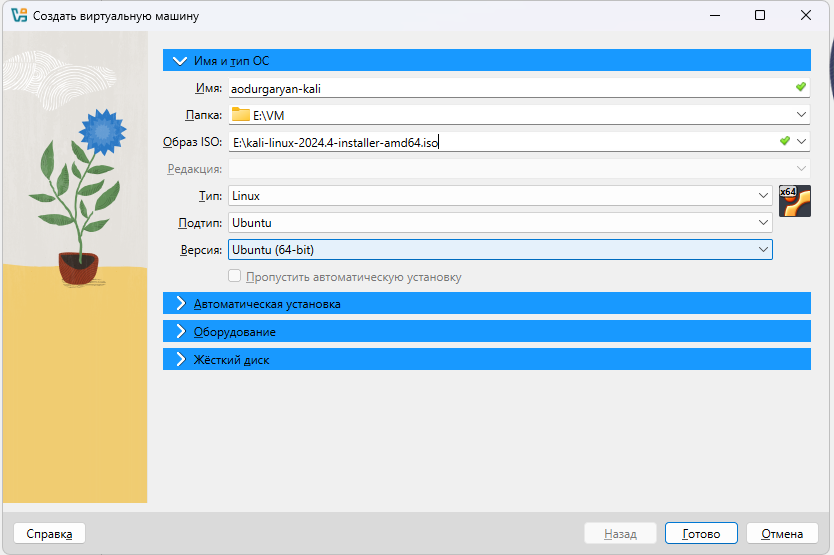 Создать виртуальную машину
Имя и тип ОС
Имя: aodurgaryan-kali
Папка: E:\VM
Образ ISO: E:\kali-linux-2024.4-installer-amd64.iso
Редакция:
Тип: Linux
x64
Подтип: Ubuntu
Версия: Ubuntu (64-bit)
Пропустить автоматическую установку
Автоматическая установка
Оборудование
Жёсткий диск
Справка Назад Готово Отмена